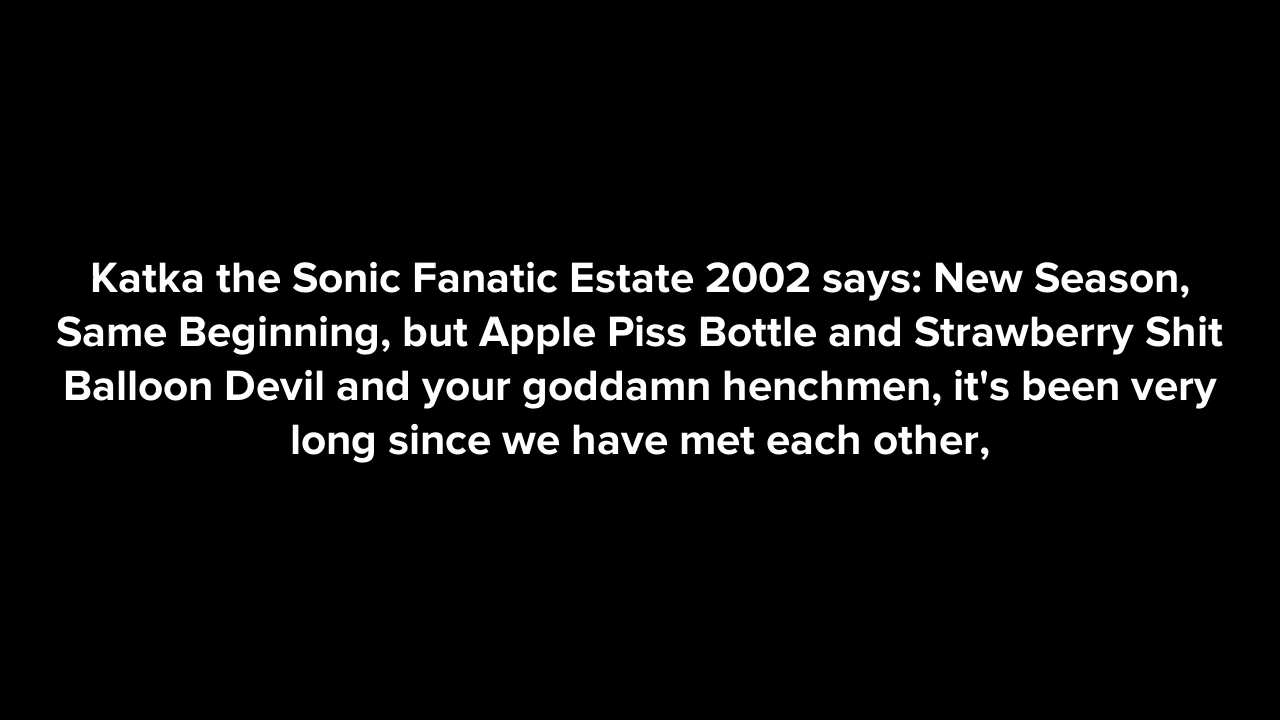 Katka the Sonic Fanatic Estate 2002 says: New Season,
Same Beginning, but Apple Piss Bottle and Strawberry Shit
Balloon Devil and your goddamn henchmen, it's been very
long since we have met each other,